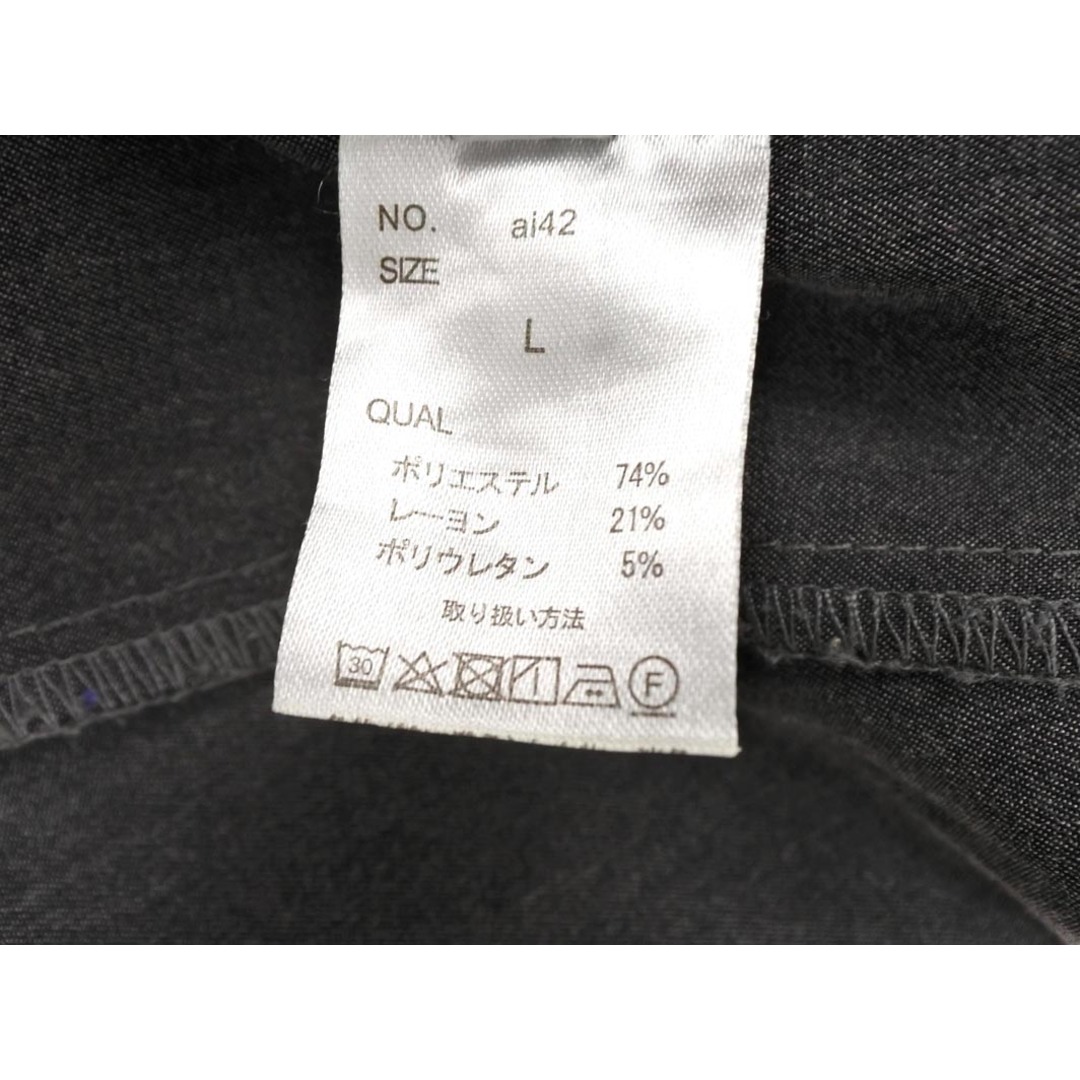 NO. ai42
SIZE
L
QUAL
ポリエステル 74%
レーヨン 21%
ポリウレタン 5%
取り扱い方法
30 F